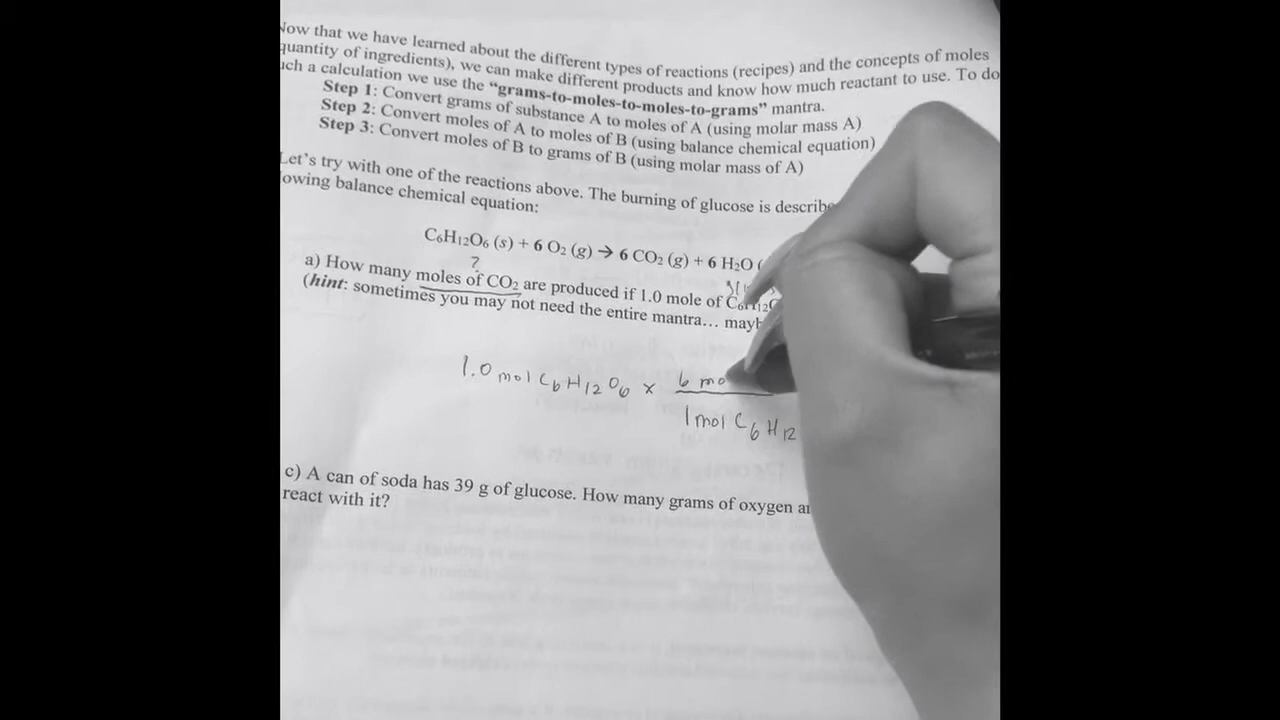 Now that we have learned about the different types of reactions (recipes) and the concepts of moles
quantity of ingredients), we can make different products and know how much reactant to use. To do
uch a calculation we use the “grams-to-moles-to-moles-to-grams” mantra.
Step 1: Convert grams of substance A to moles of A (using molar mass A)
Step 2: Convert moles of A to moles of B (using balance chemical equation)
Step 3: Convert moles of B to grams of B (using molar mass of A)
Let’s try with one of the reactions above. The burning of glucose is describe
owing balance chemical equation:
C₆H₁₂O₆ (s) + 6 O₂ (g) → 6 CO₂ (g) + 6 H₂O (
?
a) How many moles of CO₂ are produced if 1.0 mole of C₆H₁₂
(hint: sometimes you may not need the entire mantra… mayb
1.0 mol C₆H₁₂O₆ × 6 mo
1 mol C₆H₁₂
c) A can of soda has 39 g of glucose. How many grams of oxygen
react with it?